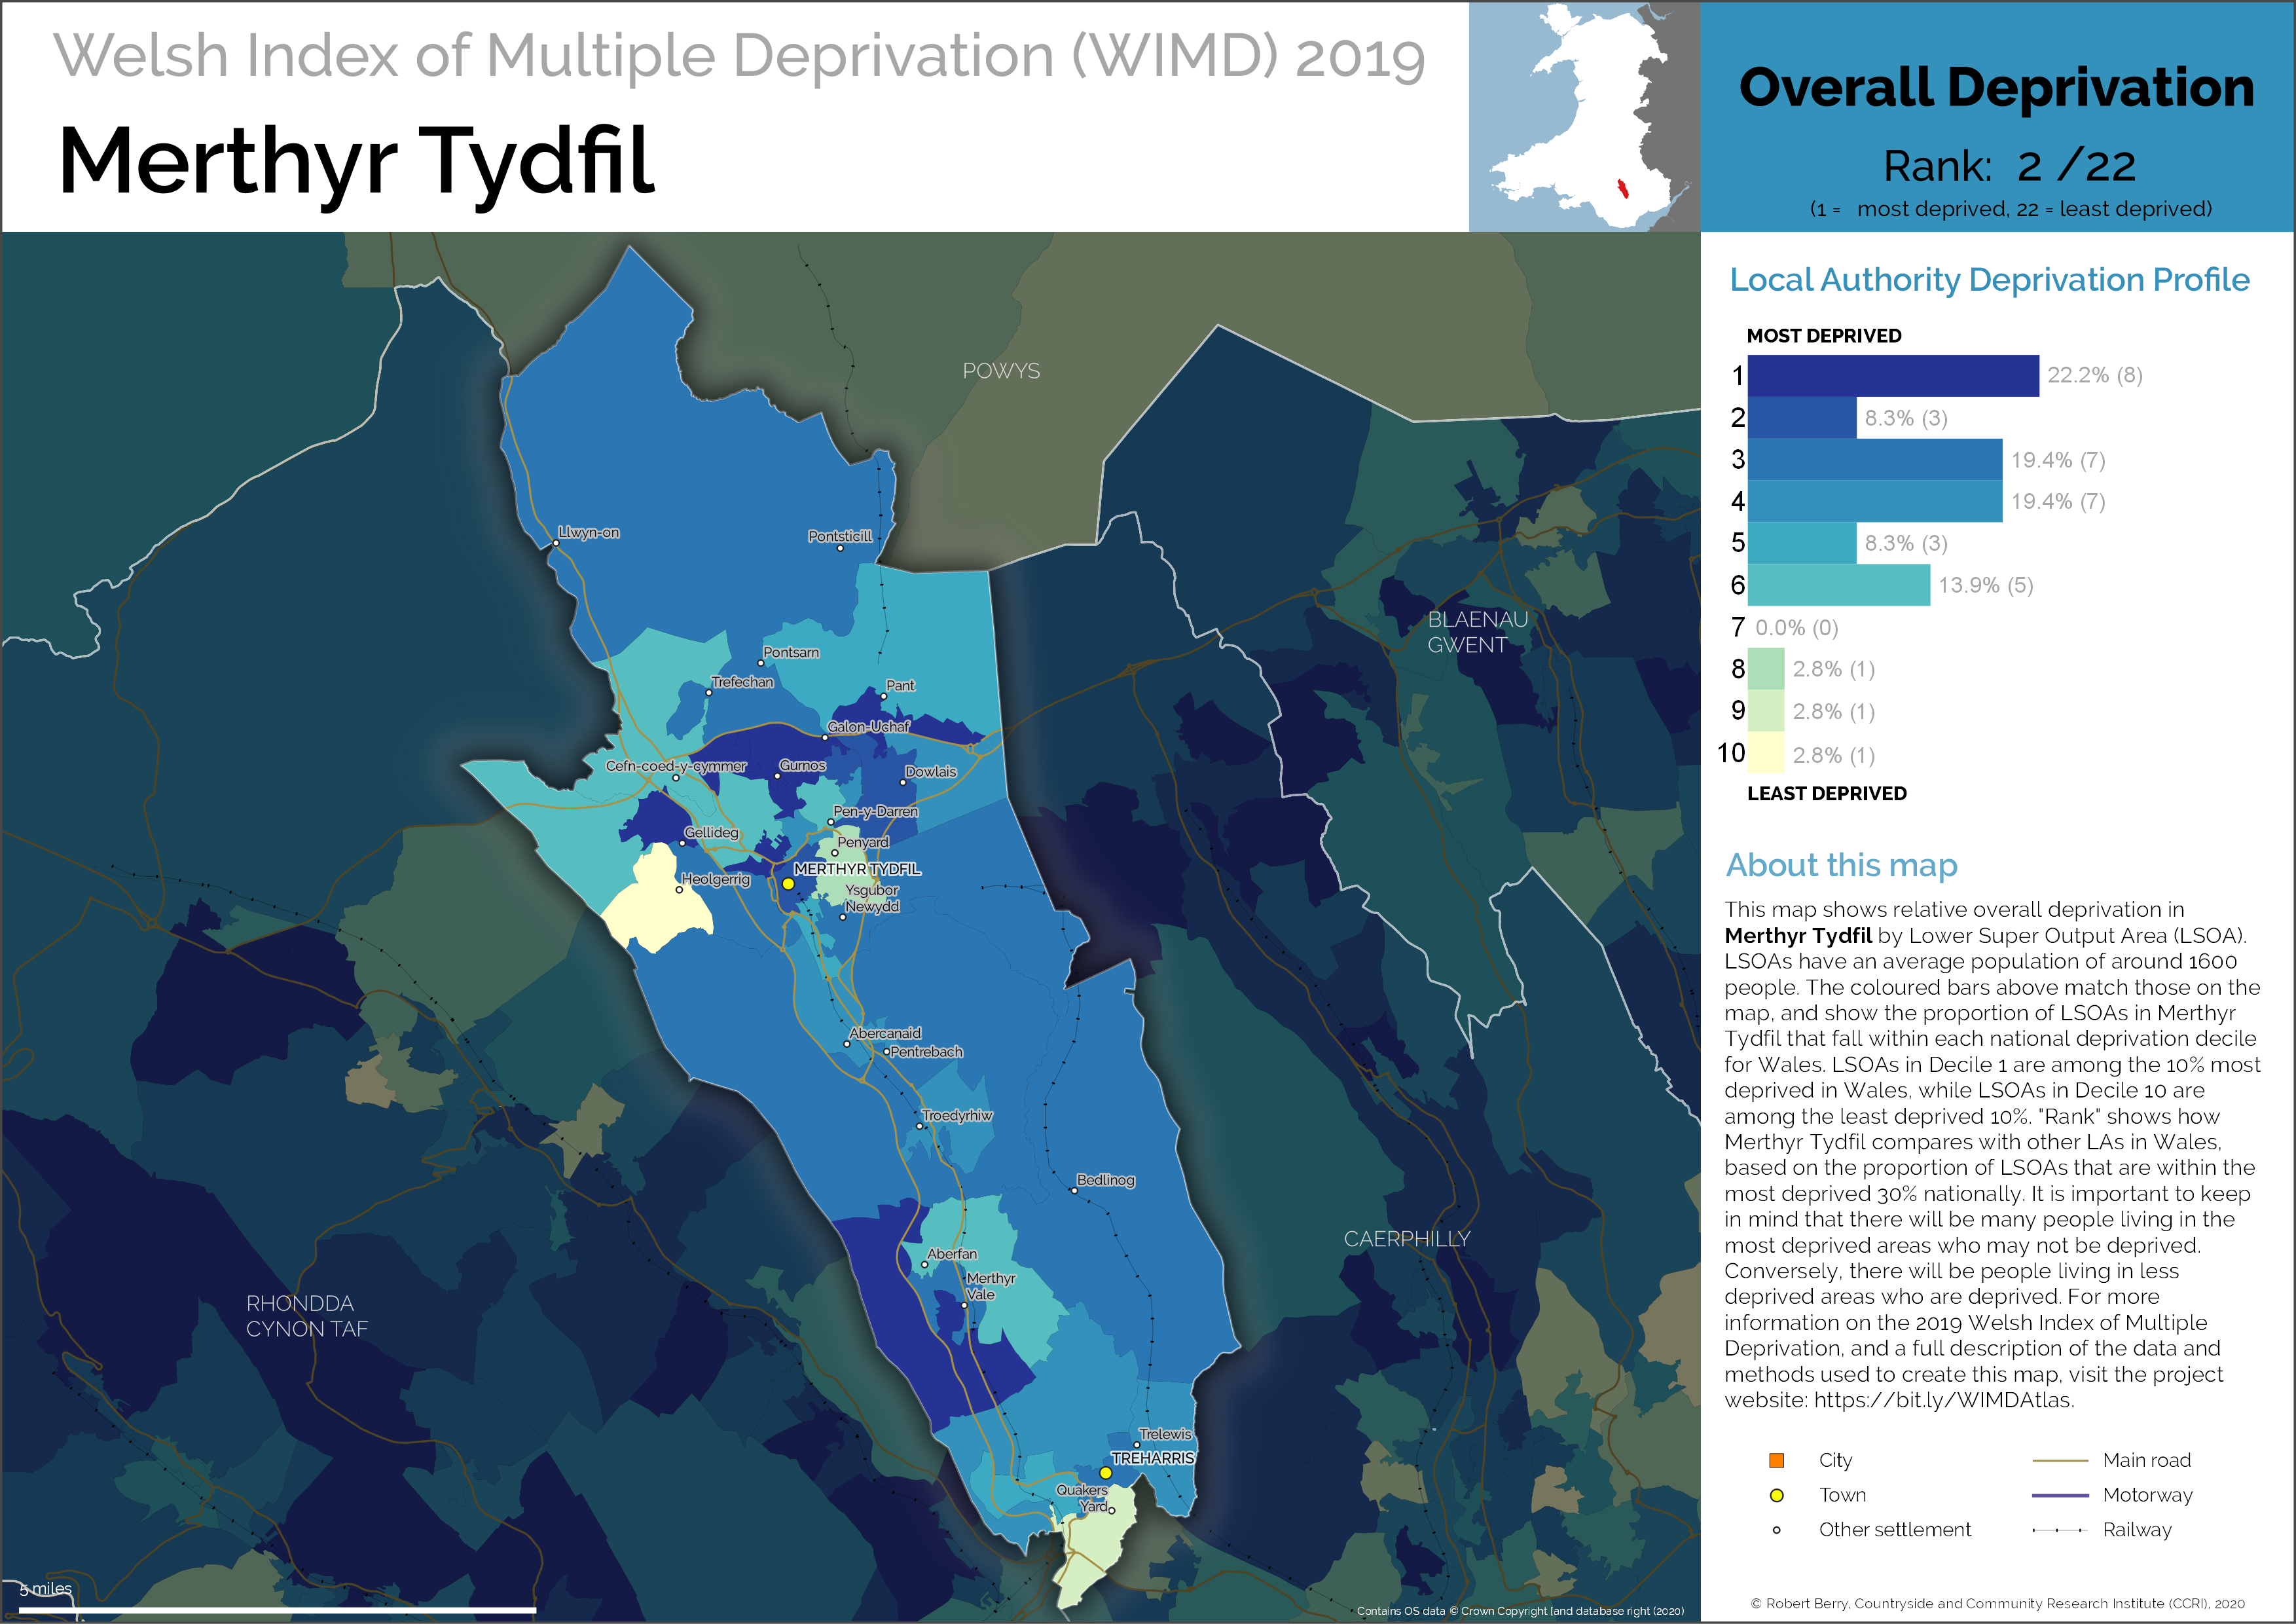 Welsh Index of Multiple Deprivation (WIMD) 2019
Merthyr Tydfil
Overall Deprivation
Rank: 2 /22
(1 = most deprived, 22 = least deprived)
Local Authority Deprivation Profile
MOST DEPRIVED
1 22.2% (8)
2 8.3% (3)
3 19.4% (7)
4 19.4% (7)
5 8.3% (3)
6 13.9% (5)
7 0.0% (0)
8 2.8% (1)
9 2.8% (1)
10 2.8% (1)
LEAST DEPRIVED
About this map
This map shows relative overall deprivation in
Merthyr Tydfil by Lower Super Output Area (LSOA).
LSOAs have an average population of around 1600
people. The coloured bars above match those on the
map, and show the proportion of LSOAs in Merthyr
Tydfil that fall within each national deprivation decile
for Wales. LSOAs in Decile 1 are among the 10% most
deprived in Wales, while LSOAs in Decile 10 are
among the least deprived 10%. "Rank" shows how
Merthyr Tydfil compares with other LAs in Wales,
based on the proportion of LSOAs that are within the
most deprived 30% nationally. It is important to keep
in mind that there will be many people living in the
most deprived areas who may not be deprived.
Conversely, there will be people living in less
deprived areas who are deprived. For more
information on the 2019 Welsh Index of Multiple
Deprivation, and a full description of the data and
methods used to create this map, visit the project
website: https://bit.ly/WIMDAtlas.
City
Town
Other settlement
Main road
Motorway
Railway
© Robert Berry, Countryside and Community Research Institute (CCRI), 2020
POWYS
Llwyn-on
Pontsticill
BLAENAU
GWENT
Pontsarn
Trefechan
Pant
Galon-Uchaf
Cefn-coed-y-cymmer
Gurnos
Dowlais
Pen-y-Darren
Gellideg
Penyard
MERTHYR TYDFIL
Heolgerrig
Ysgubor
Newydd
Abercanaid
Pentrebach
Troedyrhiw
Bedlinog
CAERPHILLY
Aberfan
Merthyr
Vale
RHONDDA
CYNON TAF
Trelewis
TREHARRIS
Quakers
Yard
5 miles
Contains OS data © Crown Copyright [and database right (2020)